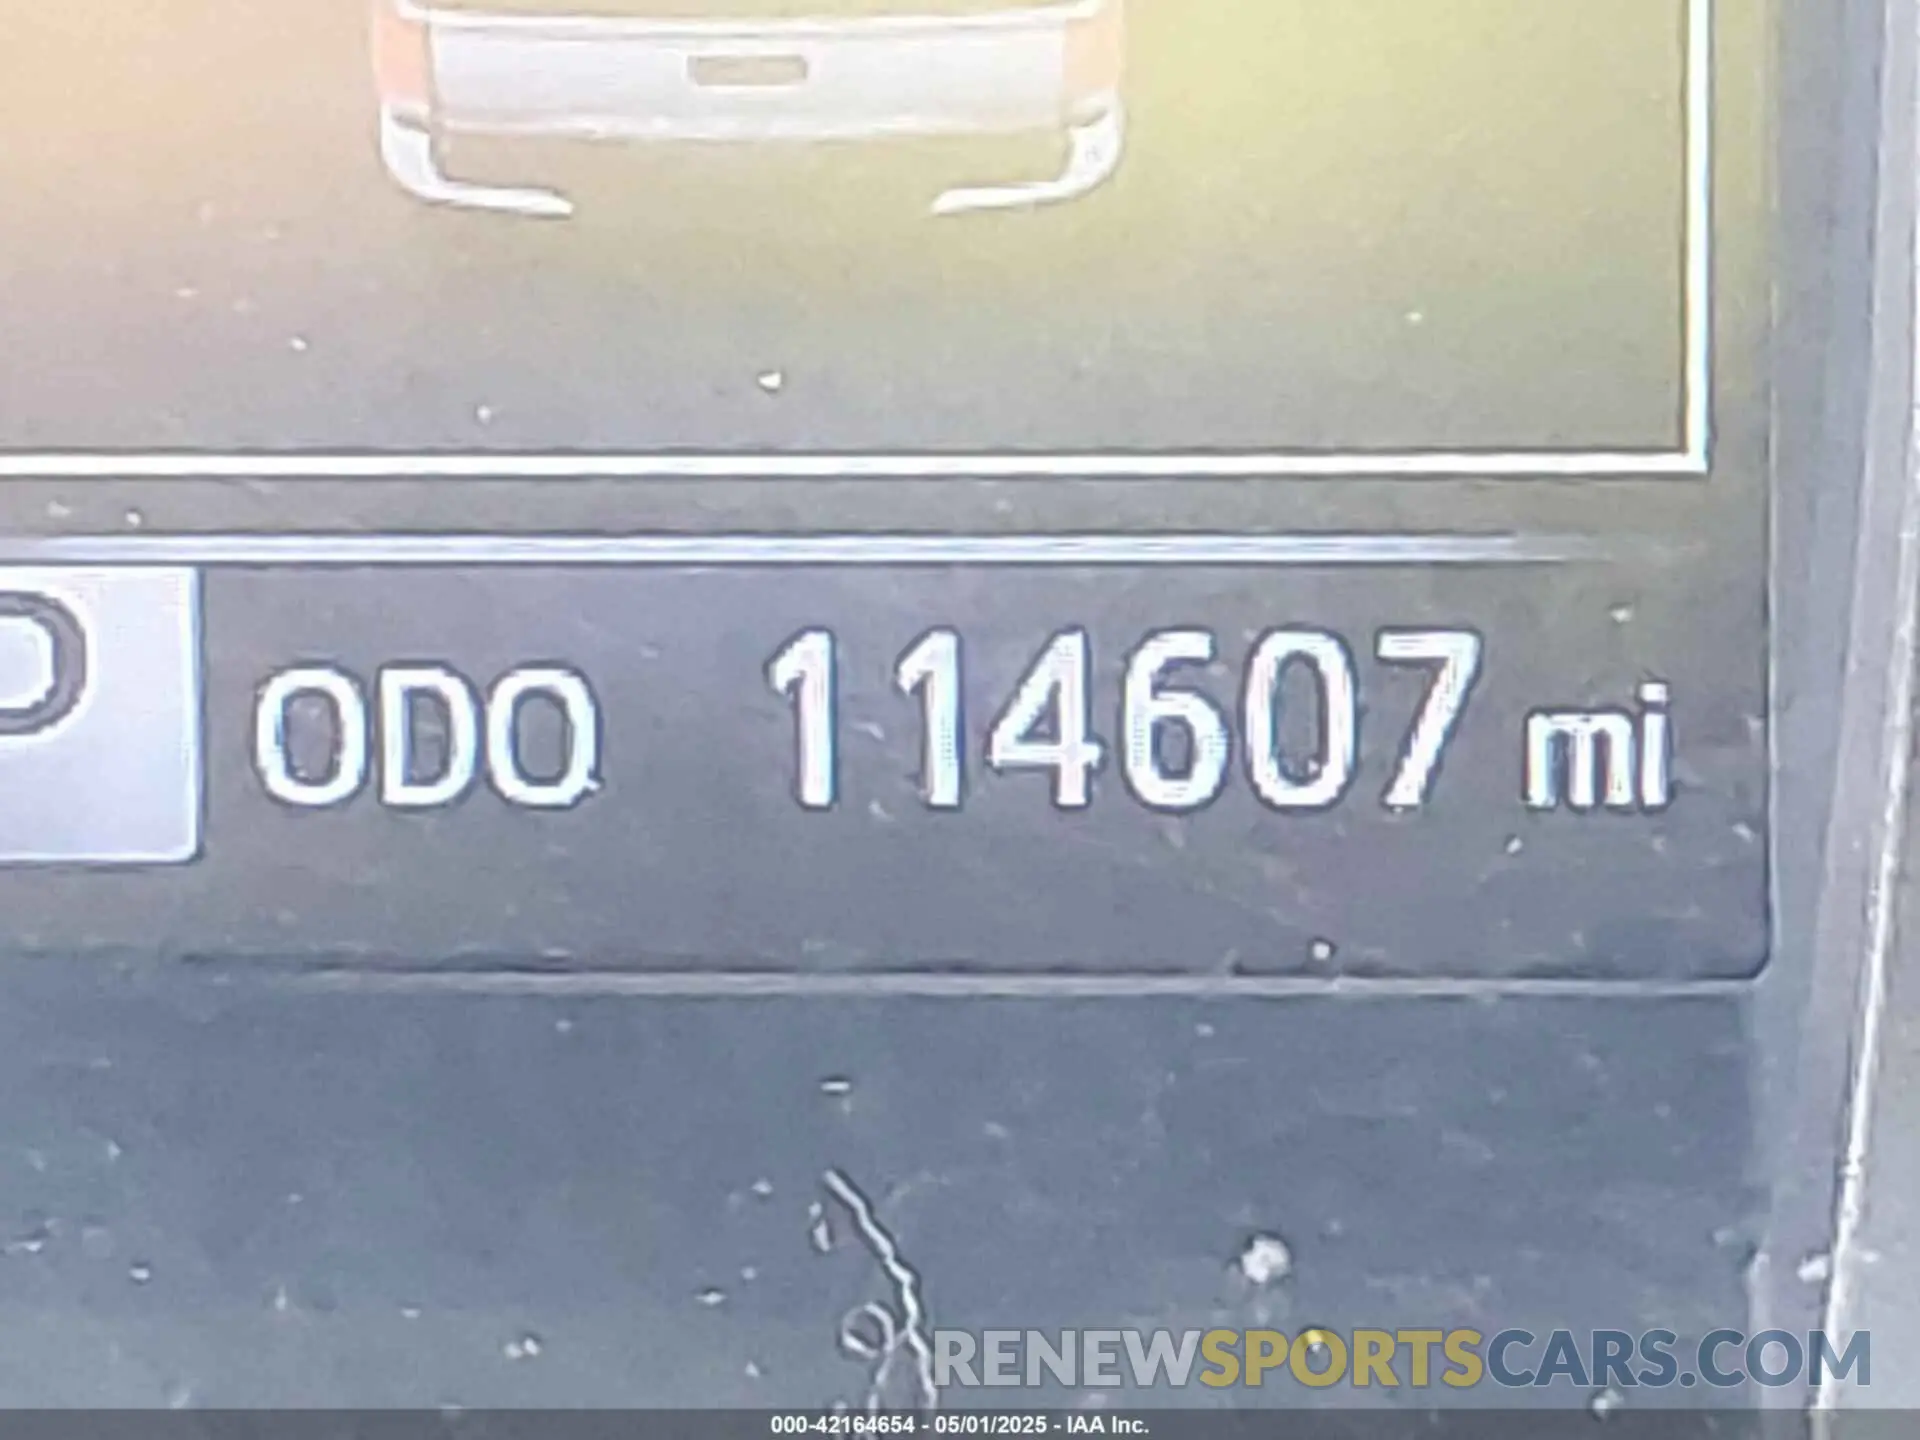 P ODO 114607 mi
RENEWSPORTSCARS.COM
000-42164654 - 05/01/2025 - IAA Inc.